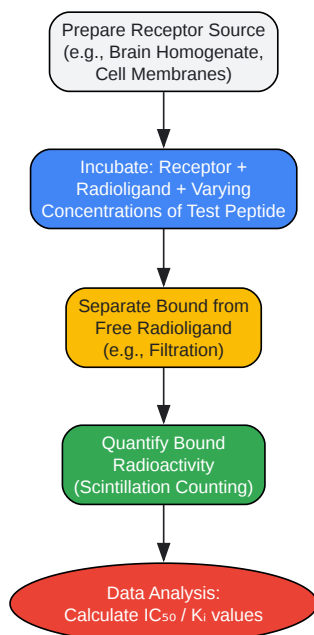 Prepare Receptor Source
(e.g., Brain Homogenate,
Cell Membranes)
Incubate: Receptor +
Radioligand + Varying
Concentrations of Test Peptide
Separate Bound from
Free Radioligand
(e.g., Filtration)
Quantify Bound
Radioactivity
(Scintillation Counting)
Data Analysis:
Calculate IC₅₀ / Kᵢ values